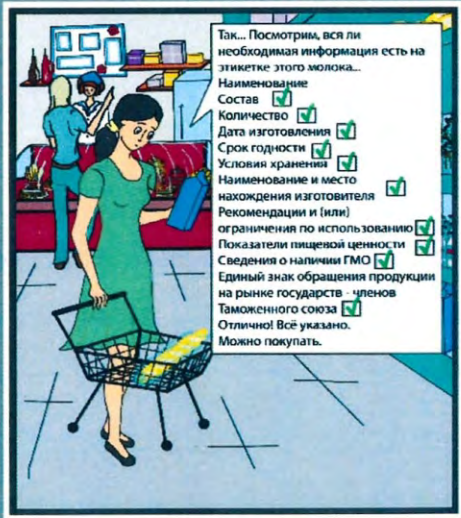 Так... Посмотрим, вся ли
необходимая информация есть на
этикетке этого молока...
Наименование
Состав
Количество
Дата изготовления
Срок годности
Условия хранения
Наименование и место
нахождения изготовителя
Рекомендации и (или)
ограничения по использованию
Показатели пищевой ценности
Сведения о наличии ГМО
Единый знак обращения продукции
на рынке государств - членов
Таможенного союза
Отлично! Всё указано.
Можно покупать.